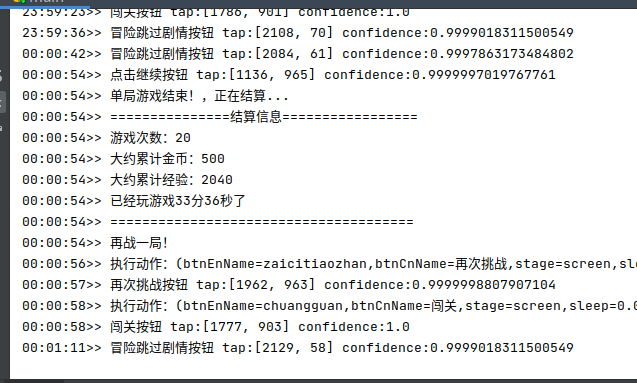 main
23:59:23>> 闯关按钮 tap:[1786, 901] confidence:1.0
23:59:36>> 冒险跳过剧情按钮 tap:[2108, 70] confidence:0.9999018311500549
00:00:42>> 冒险跳过剧情按钮 tap:[2084, 61] confidence:0.9997863173484802
00:00:54>> 点击继续按钮 tap:[1136, 965] confidence:0.9999997019767761
00:00:54>> 单局游戏结束！，正在结算...
00:00:54>> ===============结算信息=================
00:00:54>> 游戏次数：20
00:00:54>> 大约累计金币：500
00:00:54>> 大约累计经验：2040
00:00:54>> 已经玩游戏33分36秒了
00:00:54>> ======================================
00:00:54>> 再战一局！
00:00:56>> 执行动作：(btnEnName=zaicitiaozhan,btnCnName=再次挑战,stage=screen,sle
00:00:57>> 再次挑战按钮 tap:[1962, 963] confidence:0.9999998807907104
00:00:58>> 执行动作：(btnEnName=chuangguan,btnCnName=闯关,stage=screen,sleep=0.0
00:00:58>> 闯关按钮 tap:[1777, 903] confidence:1.0
00:01:11>> 冒险跳过剧情按钮 tap:[2129, 58] confidence:0.9999018311500549